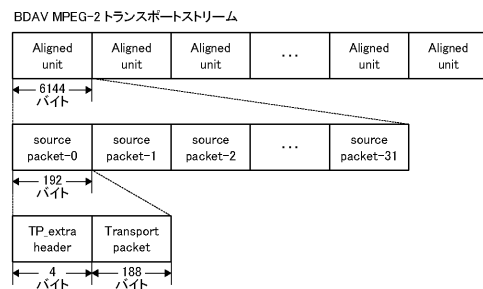 BDAV MPEG-2 トランスポートストリーム
Aligned unit
Aligned unit
Aligned unit
...
Aligned unit
Aligned unit
6144
バイト
source packet-0
source packet-1
source packet-2
...
source packet-31
192
バイト
TP_extra header
Transport packet
4
バイト
188
バイト